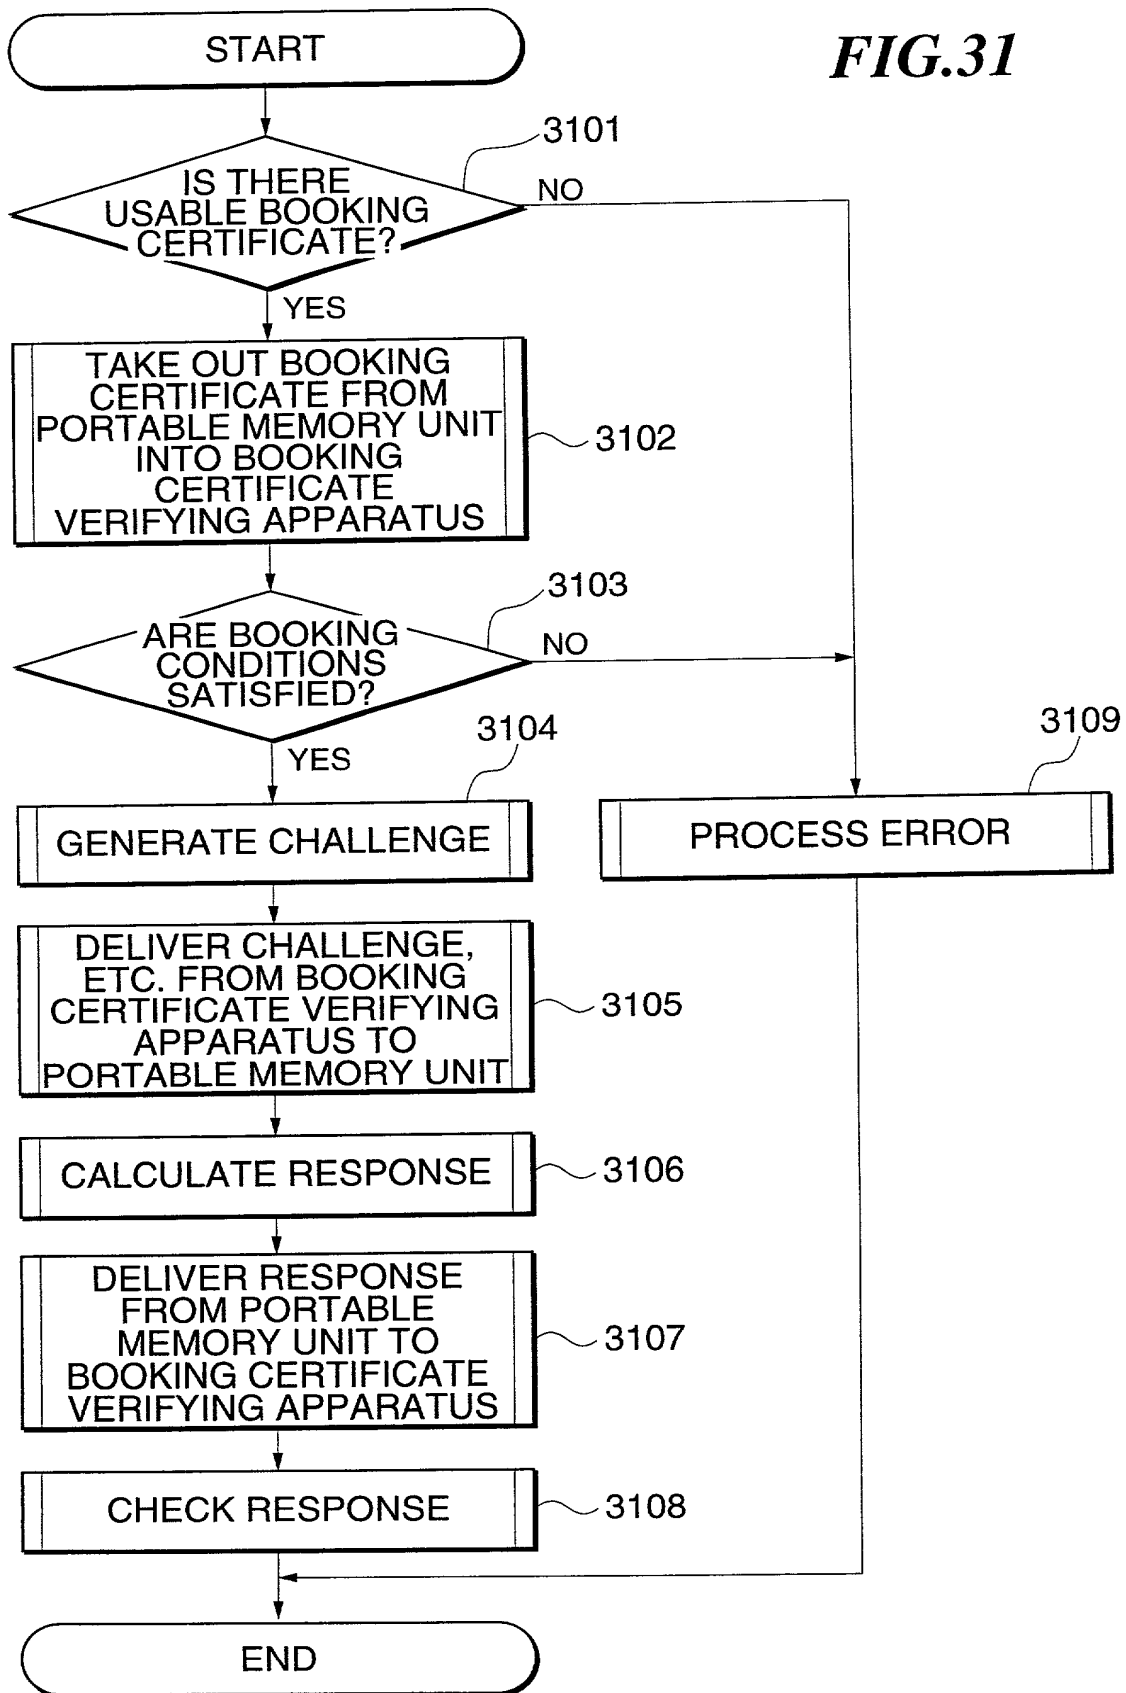 START
FIG.31
3101
IS THERE
USABLE BOOKING
CERTIFICATE?
NO
YES
TAKE OUT BOOKING
CERTIFICATE FROM
PORTABLE MEMORY UNIT
INTO BOOKING
CERTIFICATE
VERIFYING APPARATUS
3102
3103
ARE BOOKING
CONDITIONS
SATISFIED?
NO
YES
3104
GENERATE CHALLENGE
3109
PROCESS ERROR
DELIVER CHALLENGE,
ETC. FROM BOOKING
CERTIFICATE VERIFYING
APPARATUS TO
PORTABLE MEMORY UNIT
3105
CALCULATE RESPONSE
3106
DELIVER RESPONSE
FROM PORTABLE
MEMORY UNIT TO
BOOKING CERTIFICATE
VERIFYING APPARATUS
3107
CHECK RESPONSE
3108
END